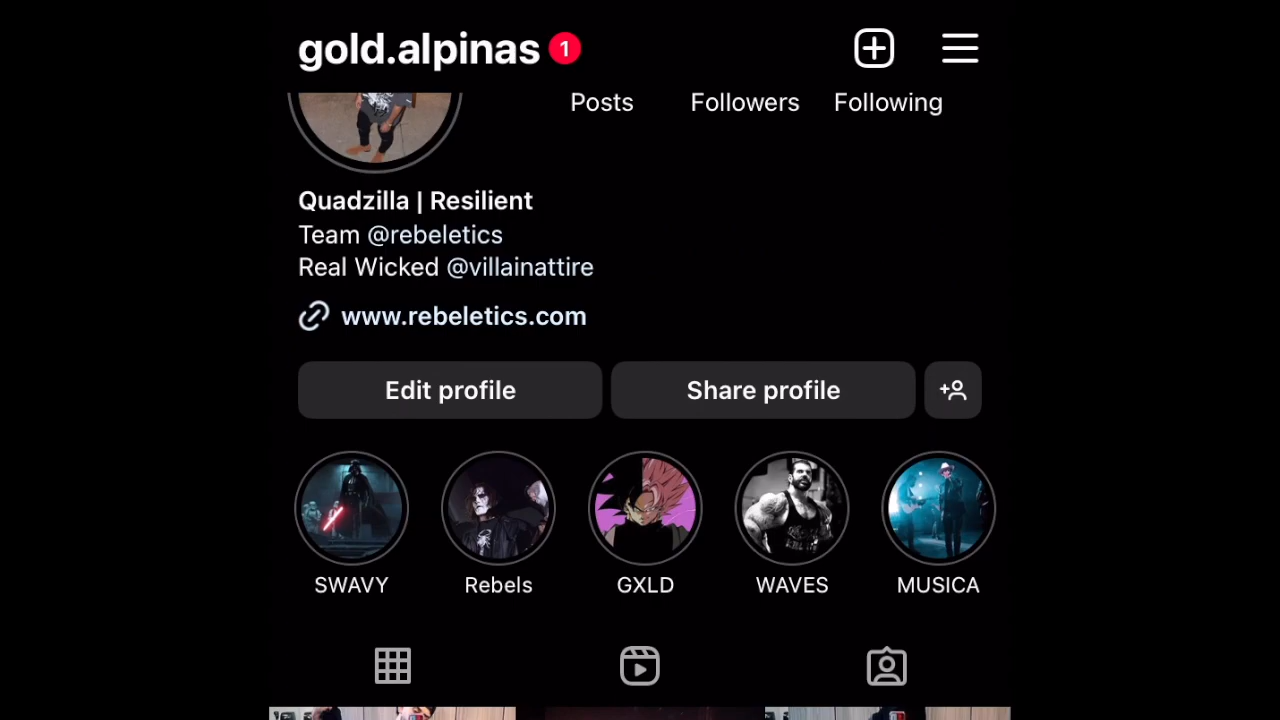 gold.alpinas 1
Posts Followers Following
Quadzilla | Resilient
Team @rebeletics
Real Wicked @villainattire
www.rebeletics.com
Edit profile Share profile
SWAVY Rebels GXLD WAVES MUSICA